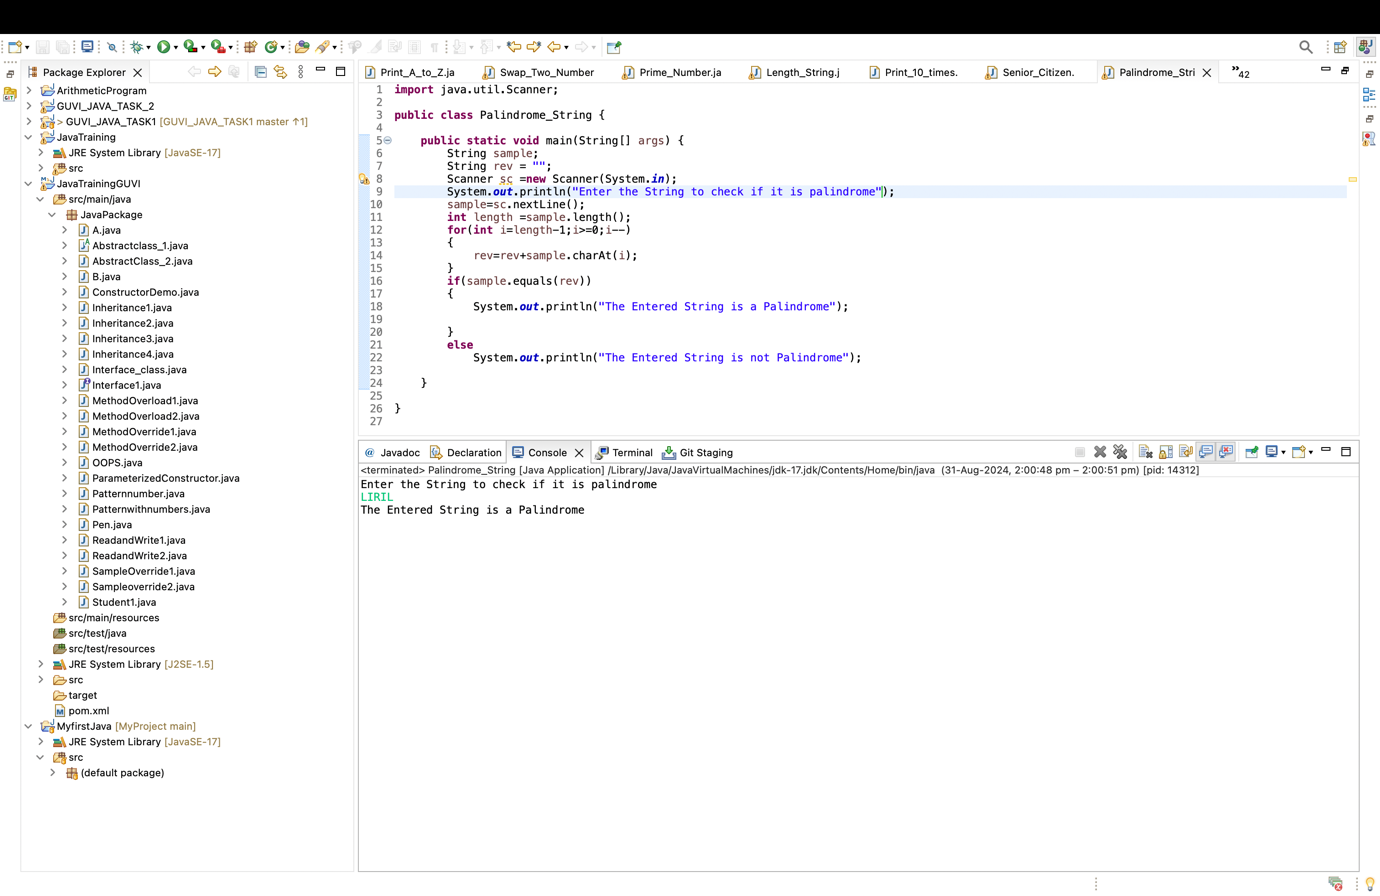 Package Explorer
ArithmeticProgram
GUVI_JAVA_TASK_2
> GUVI_JAVA_TASK1 [GUVI_JAVA_TASK1 master ↑1]
JavaTraining
JRE System Library [JavaSE-17]
src
JavaTrainingGUVI
src/main/java
JavaPackage
A.java
Abstractclass_1.java
AbstractClass_2.java
B.java
ConstructorDemo.java
Inheritance1.java
Inheritance2.java
Inheritance3.java
Inheritance4.java
Interface_class.java
Interface1.java
MethodOverload1.java
MethodOverload2.java
MethodOverride1.java
MethodOverride2.java
OOPS.java
ParameterizedConstructor.java
Patternnumber.java
Patternwithnumbers.java
Pen.java
ReadandWrite1.java
ReadandWrite2.java
SampleOverride1.java
Sampleoverride2.java
Student1.java
src/main/resources
src/test/java
src/test/resources
JRE System Library [J2SE-1.5]
src
target
pom.xml
MyfirstJava [MyProject main]
JRE System Library [JavaSE-17]
src
(default package)
Print_A_to_Z.ja Swap_Two_Number Prime_Number.ja Length_String.j Print_10_times. Senior_Citizen. Palindrome_Stri »42
1 import java.util.Scanner;
2
3 public class Palindrome_String {
4
5 public static void main(String[] args) {
6 String sample;
7 String rev = "";
8 Scanner sc =new Scanner(System.in);
9 System.out.println("Enter the String to check if it is palindrome");
10 sample=sc.nextLine();
11 int length =sample.length();
12 for(int i=length-1;i>=0;i--)
13 {
14 rev=rev+sample.charAt(i);
15 }
16 if(sample.equals(rev))
17 {
18 System.out.println("The Entered String is a Palindrome");
19
20 }
21 else
22 System.out.println("The Entered String is not Palindrome");
23
24 }
25
26 }
27
@ Javadoc Declaration Console Terminal Git Staging
<terminated> Palindrome_String [Java Application] /Library/Java/JavaVirtualMachines/jdk-17.jdk/Contents/Home/bin/java (31-Aug-2024, 2:00:48 pm – 2:00:51 pm) [pid: 14312]
Enter the String to check if it is palindrome
LIRIL
The Entered String is a Palindrome